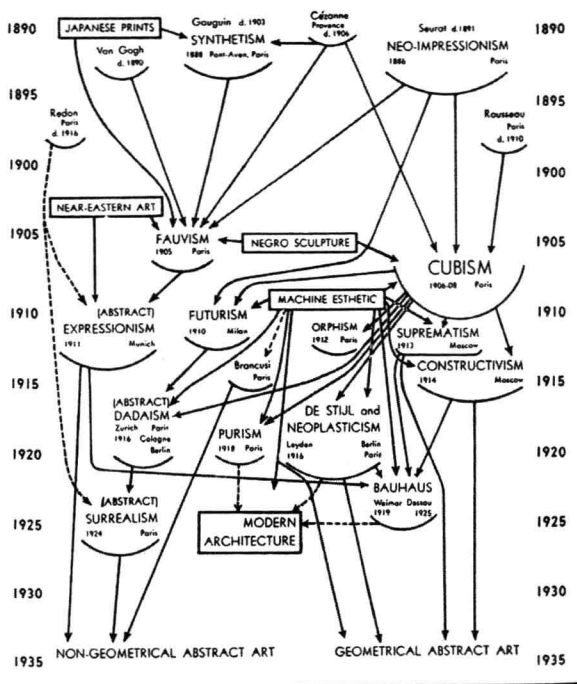 1890
JAPANESE PRINTS
Van Gogh
d. 1890
Gauguin d. 1903
SYNTHETISM
1888 Pont-Aven, Paris
Cézanne
Provence
d. 1906
Seurat d. 1891
NEO-IMPRESSIONISM
1886 Paris
1890
1895
Redon
Paris
d. 1916
Rousseau
Paris
d. 1910
1895
1900
1900
NEAR-EASTERN ART
1905
FAUVISM
1905 Paris
NEGRO SCULPTURE
CUBISM
1906-08 Paris
1905
1910
[ABSTRACT]
EXPRESSIONISM
1911 Munich
FUTURISM
1910 Milan
MACHINE ESTHETIC
ORPHISM
1912 Paris
SUPREMATISM
1913 Moscow
1910
Brancusi
Paris
CONSTRUCTIVISM
1914 Moscow
1915
1915
[ABSTRACT]
DADAISM
Zurich Paris
1916 Cologne
Berlin
PURISM
1918 Paris
DE STIJL and
NEOPLASTICISM
Leyden Berlin
1916 Paris
1920
1920
BAUHAUS
Weimar Dessau
1919 1925
1925
[ABSTRACT]
SURREALISM
1924 Paris
MODERN
ARCHITECTURE
1925
1930
1930
1935
NON-GEOMETRICAL ABSTRACT ART
GEOMETRICAL ABSTRACT ART
1935